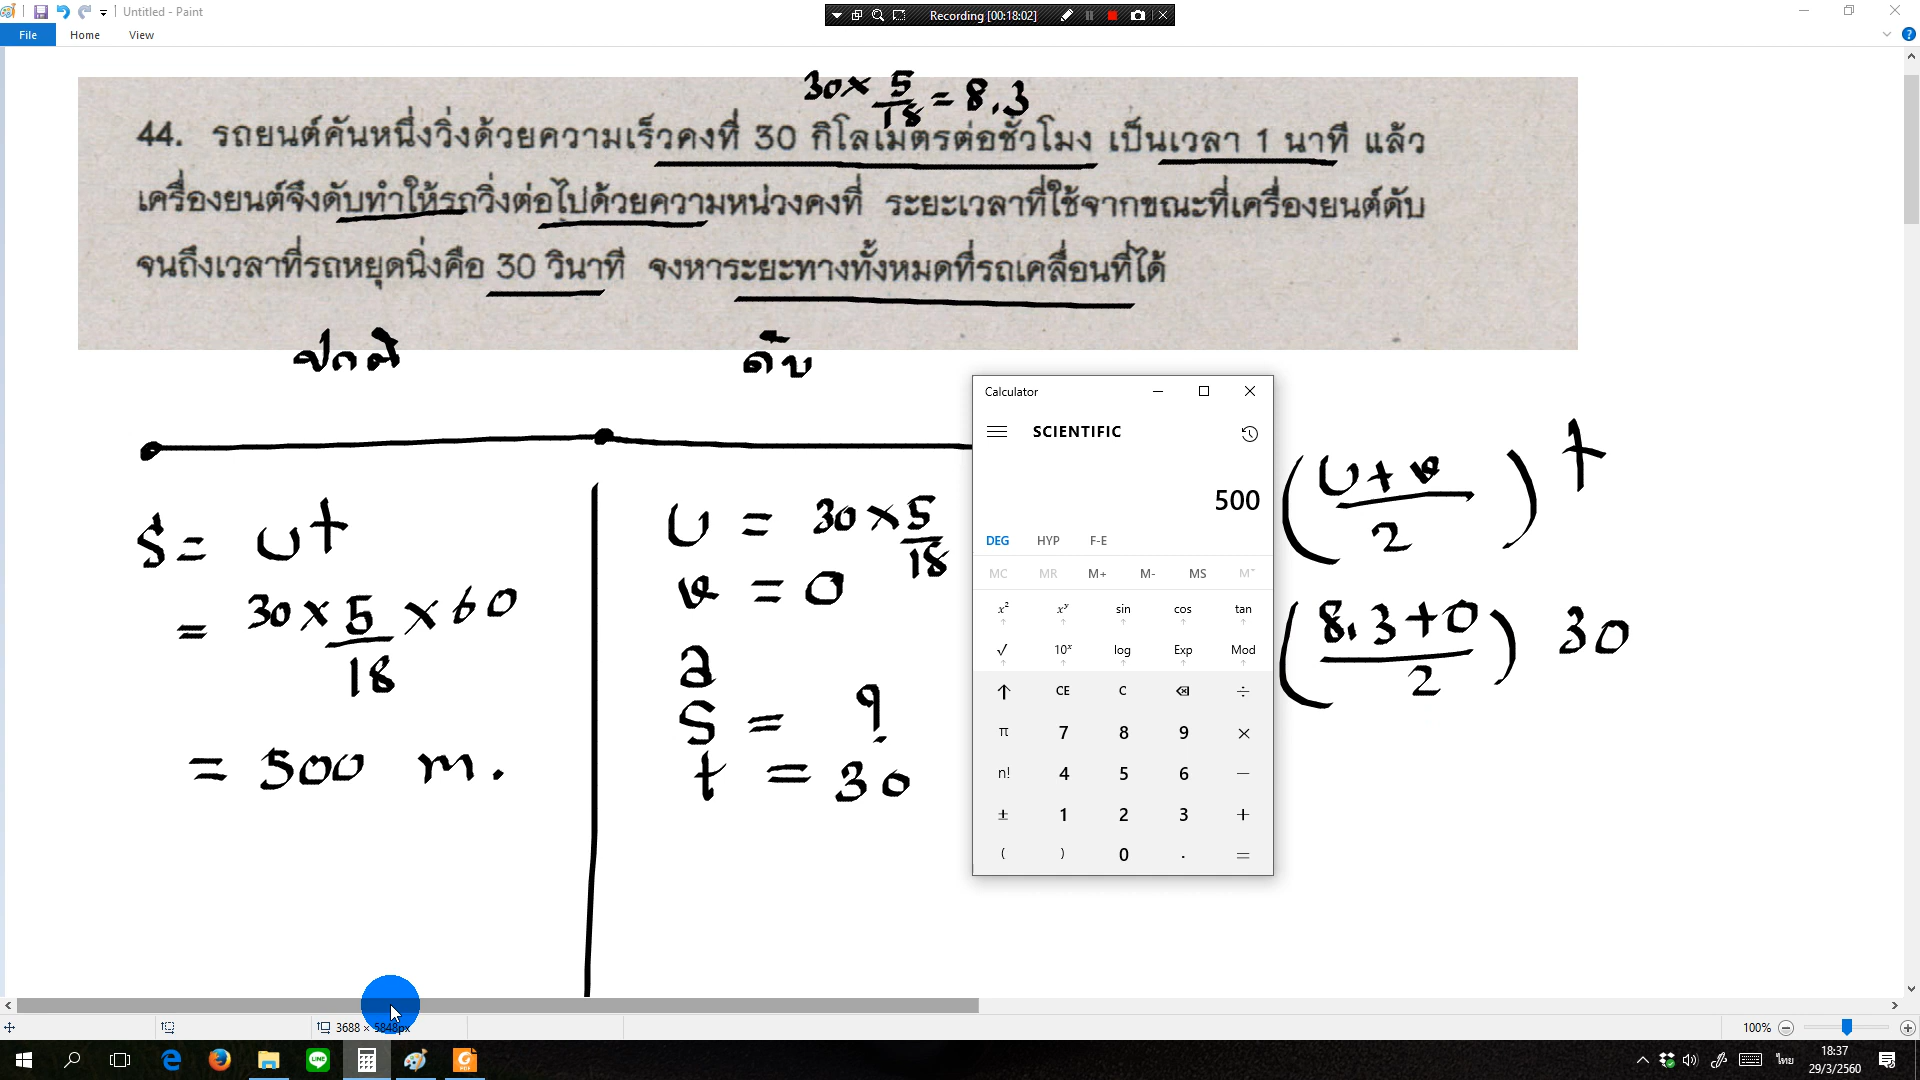 Untitled - Paint
Recording [00:18:02]
File Home View
30 × 5/18 = 8.3
44. รถยนต์คันหนึ่งวิ่งด้วยความเร็วคงที่ 30 กิโลเมตรต่อชั่วโมง เป็นเวลา 1 นาที แล้ว
เครื่องยนต์จึงดับทำให้รถวิ่งต่อไปด้วยความหน่วงคงที่ ระยะเวลาที่ใช้จากขณะที่เครื่องยนต์ดับ
จนถึงเวลาที่รถหยุดนิ่งคือ 30 วินาที จงหาระยะทางทั้งหมดที่รถเคลื่อนที่ได้
ปกติ ดับ
S = ut
= 30 × 5/18 × 60
= 500 m.
u = 30 × 5/18
v = 0
a
S = ?
t = 30
Calculator
SCIENTIFIC
500
DEG HYP F-E
MC MR M+ M- MS M˅
x² xʸ sin cos tan
√ 10ˣ log Exp Mod
↑ CE C ⌫ ÷
π 7 8 9 ×
n! 4 5 6 −
± 1 2 3 +
( ) 0 . =
((u + v)/2) t
((8.3 + 0)/2) 30
3688 × 5848px
100%
LINE
ไทย
18:37
29/3/2560